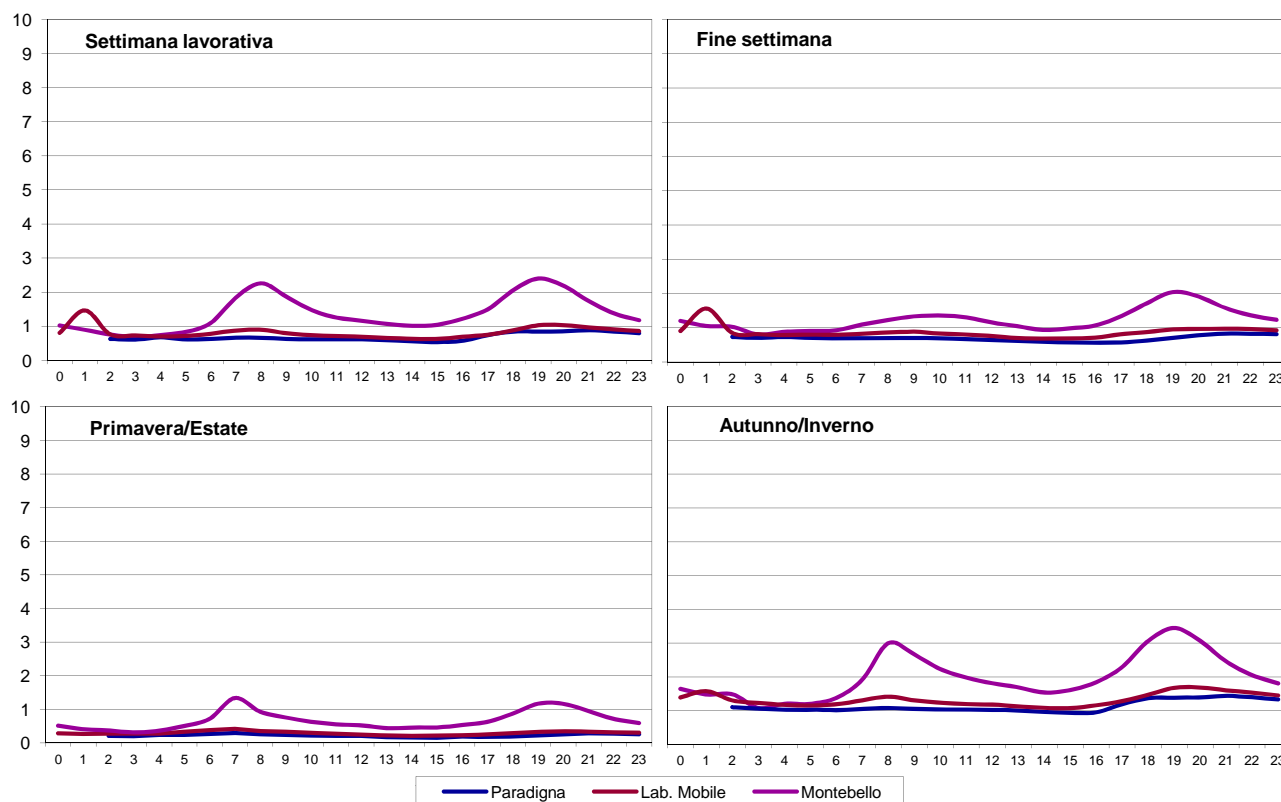 Settimana lavorativa
10
9
8
7
6
5
4
3
2
1
0
0 1 2 3 4 5 6 7 8 9 10 11 12 13 14 15 16 17 18 19 20 21 22 23
Fine settimana
0 1 2 3 4 5 6 7 8 9 10 11 12 13 14 15 16 17 18 19 20 21 22 23
Primavera/Estate
10
9
8
7
6
5
4
3
2
1
0
0 1 2 3 4 5 6 7 8 9 10 11 12 13 14 15 16 17 18 19 20 21 22 23
Autunno/Inverno
0 1 2 3 4 5 6 7 8 9 10 11 12 13 14 15 16 17 18 19 20 21 22 23
Paradigna Lab. Mobile Montebello